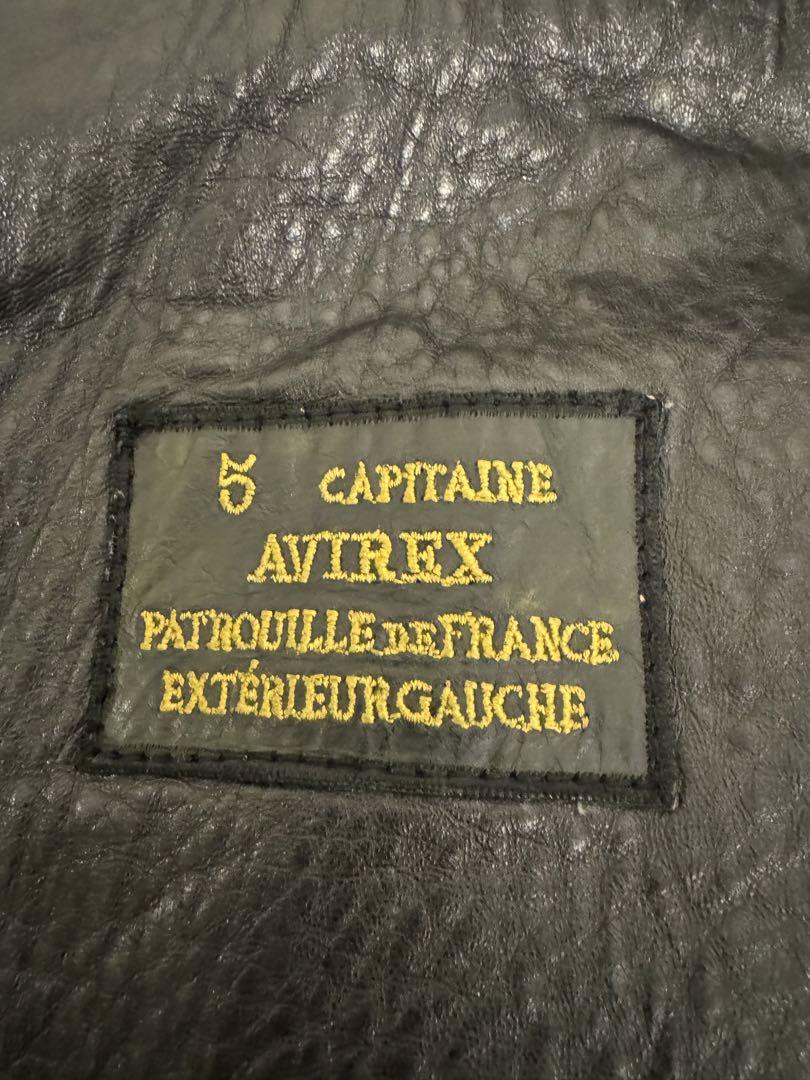 5 CAPITAINE
AVIREX
PATROUILLE DE FRANCE
EXTÉRIEUR GAUCHE